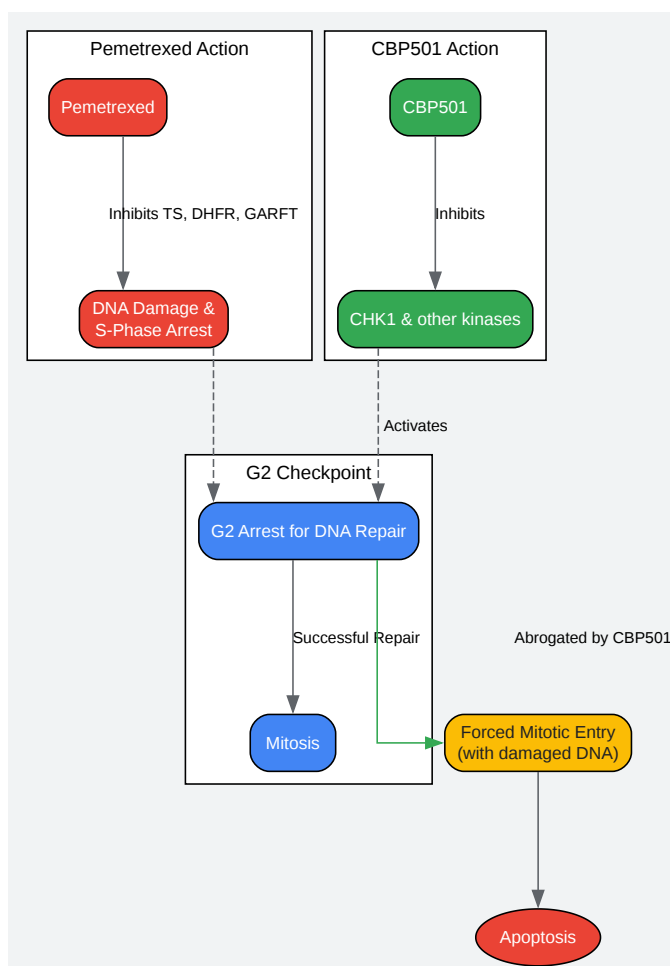 Pemetrexed Action
CBP501 Action
Pemetrexed
CBP501
Inhibits TS, DHFR, GARFT
Inhibits
DNA Damage &
S-Phase Arrest
CHK1 & other kinases
Activates
G2 Checkpoint
G2 Arrest for DNA Repair
Successful Repair
Abrogated by CBP501
Mitosis
Forced Mitotic Entry
(with damaged DNA)
Apoptosis